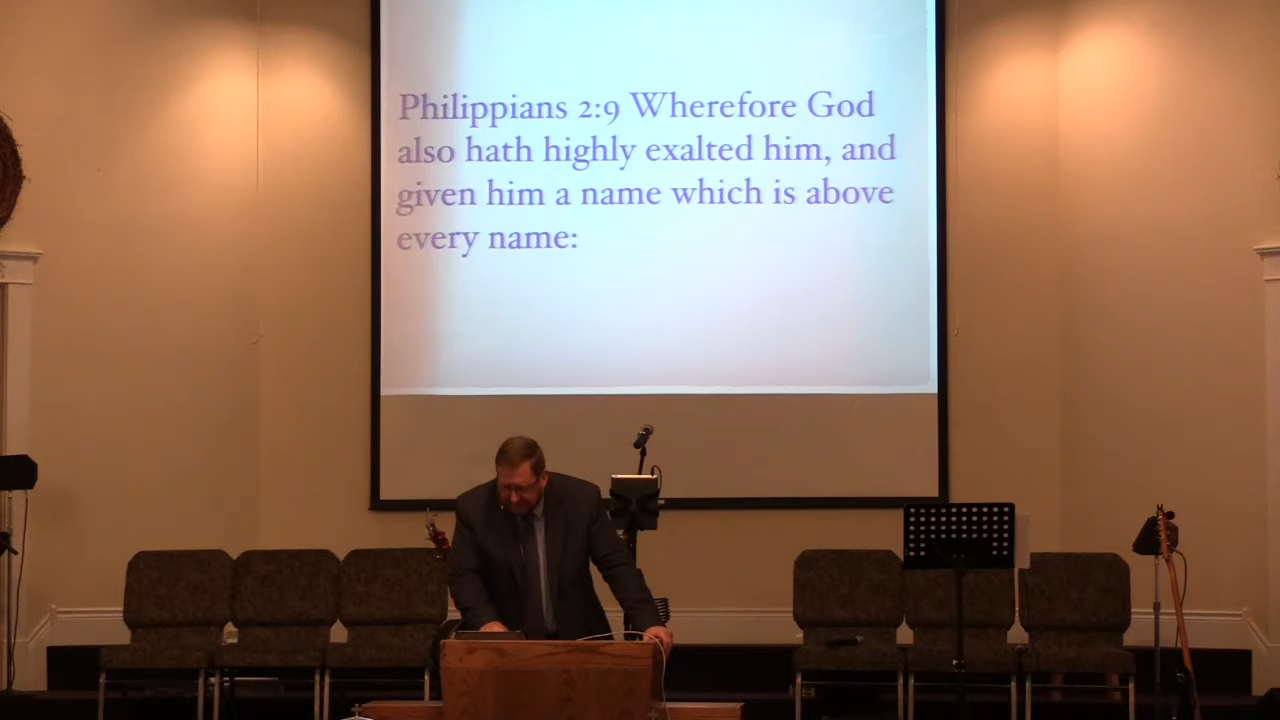 Philippians 2:9 Wherefore God
also hath highly exalted him, and
given him a name which is above
every name: